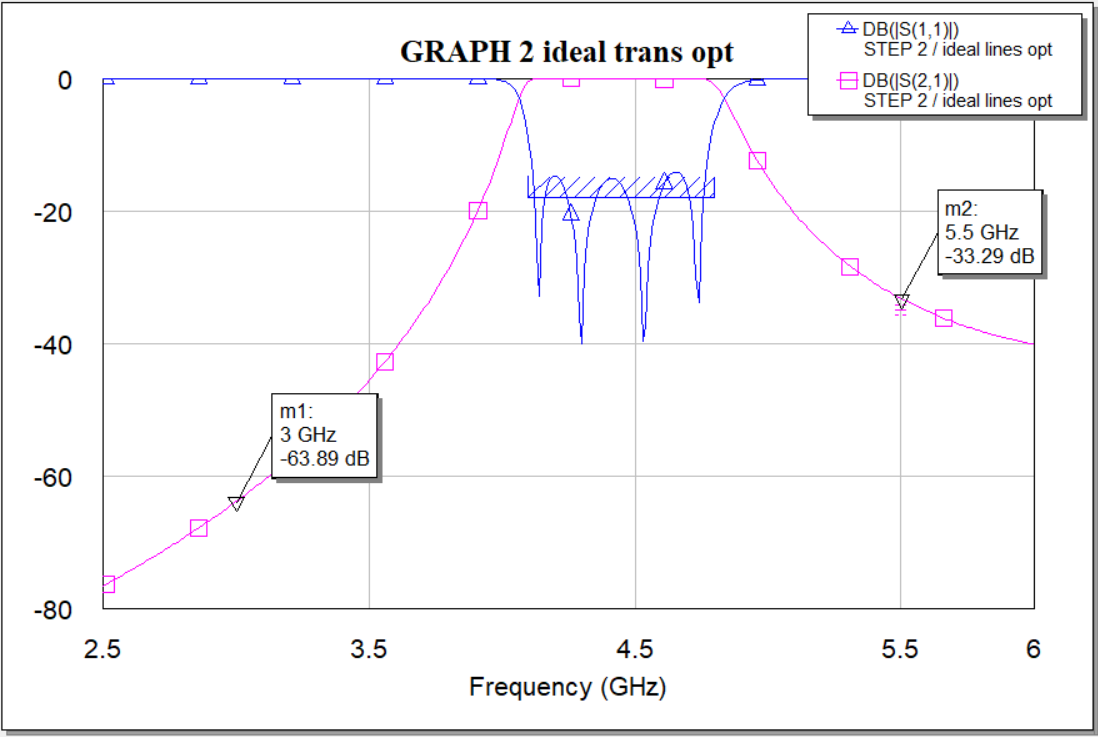 GRAPH 2 ideal trans opt
DB(|S(1,1)|)
STEP 2 / ideal lines opt
DB(|S(2,1)|)
STEP 2 / ideal lines opt
0
-20
-40
-60
-80
m1:
3 GHz
-63.89 dB
m2:
5.5 GHz
-33.29 dB
2.5
3.5
4.5
5.5
6
Frequency (GHz)